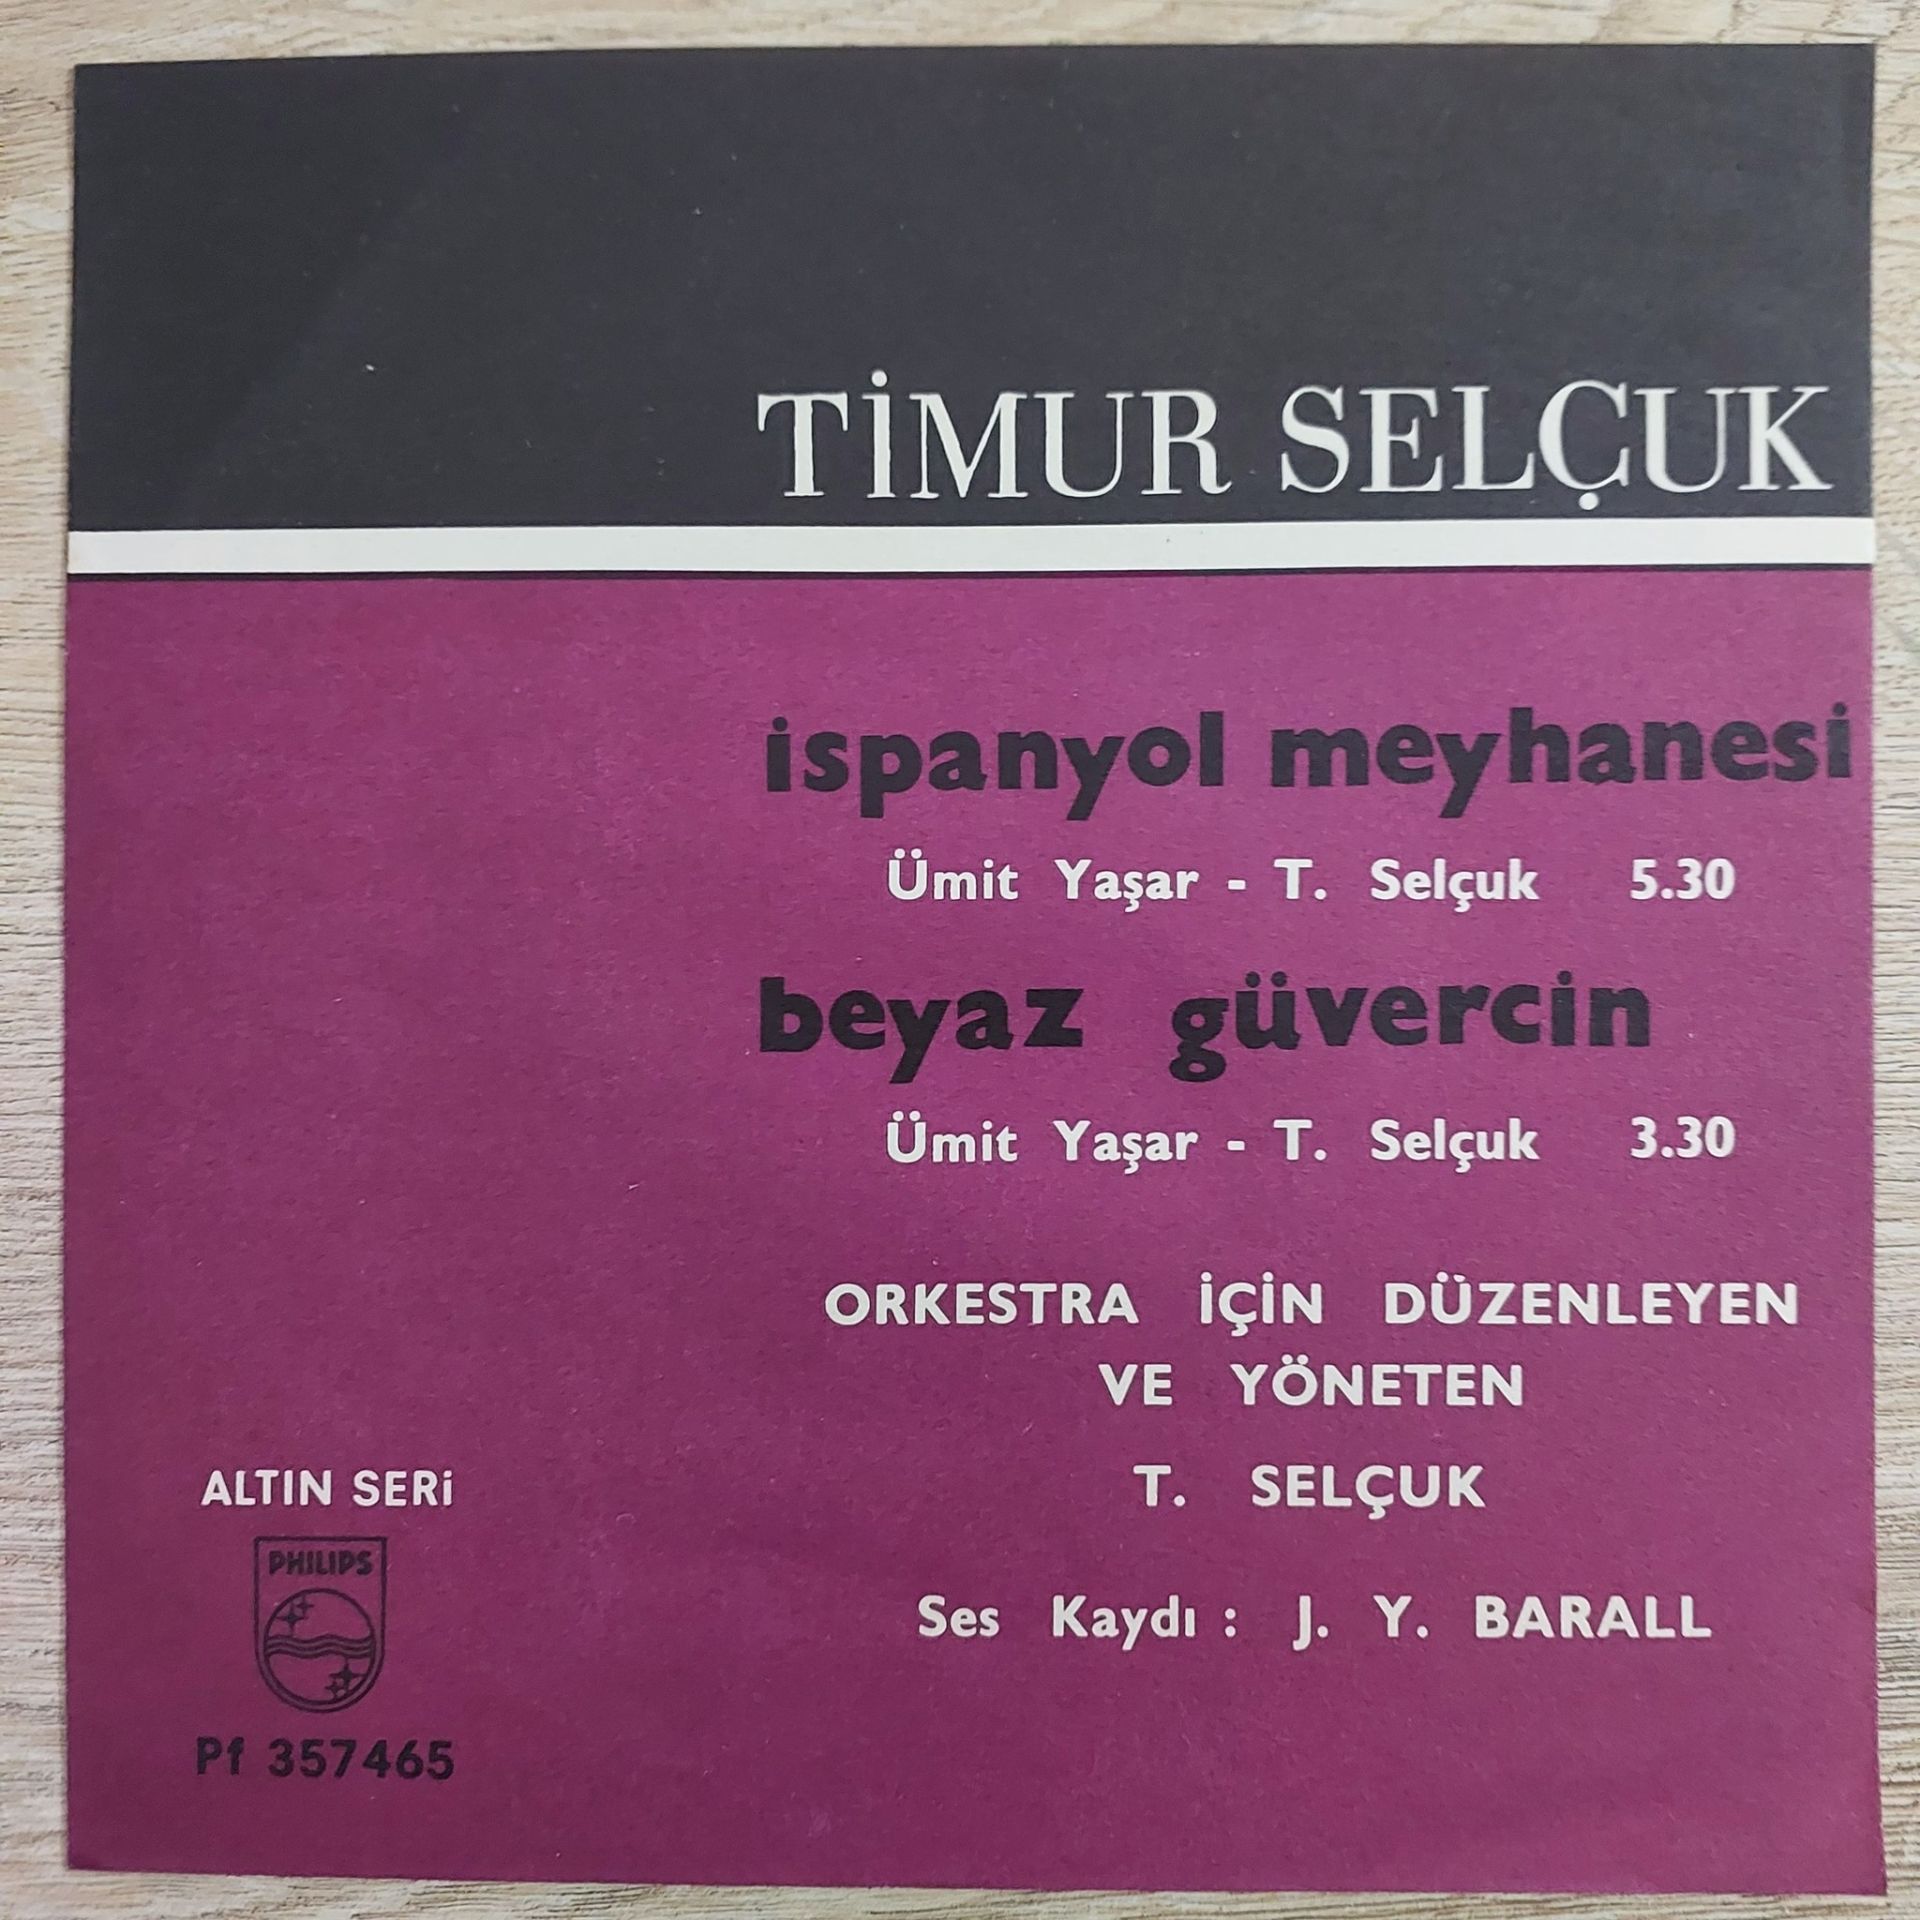 TİMUR SELÇUK
ispanyol meyhanesi
Ümit Yaşar - T. Selçuk 5.30
beyaz güvercin
Ümit Yaşar - T. Selçuk 3.30
ORKESTRA İÇİN DÜZENLEYEN
VE YÖNETEN
T. SELÇUK
Ses Kaydı : J. Y. BARALL
ALTIN SERİ
PHILIPS
Pf 357465